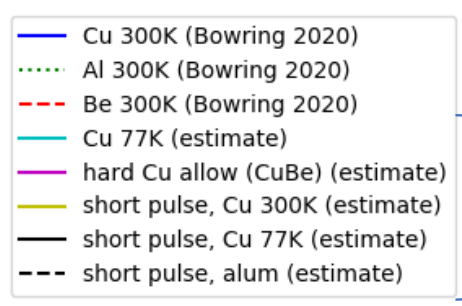 Cu 300K (Bowring 2020)
Al 300K (Bowring 2020)
Be 300K (Bowring 2020)
Cu 77K (estimate)
hard Cu allow (CuBe) (estimate)
short pulse, Cu 300K (estimate)
short pulse, Cu 77K (estimate)
short pulse, alum (estimate)